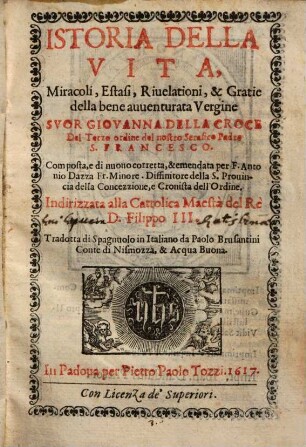 ISTORIA DELLA
VITA,
Miracoli, Estasi, Riuelationi, & Gratie
della bene auuenturata Vergine
SVOR GIOVANNA DELLA CROCE
Del Terzo ordine del nostro Serafico Padre
S. FRANCESCO.
Composta, e di nuouo corretta, & emendata per F. Anto
nio Dazza Fr. Minore. Diffinitore della S. Prouin
cia della Concezzione, e Cronista dell'Ordine.
Indirizzata alla Cattolica Maestà del Rè
D. Filippo III.
Tradotta di Spagnuolo in Italiano da Paolo Brusantini
Conte di Nismozza, & Acqua Buona.
YHS
In Padoua per Pietro Paolo Tozzi. 1617.
Con Licenza de' Superiori.